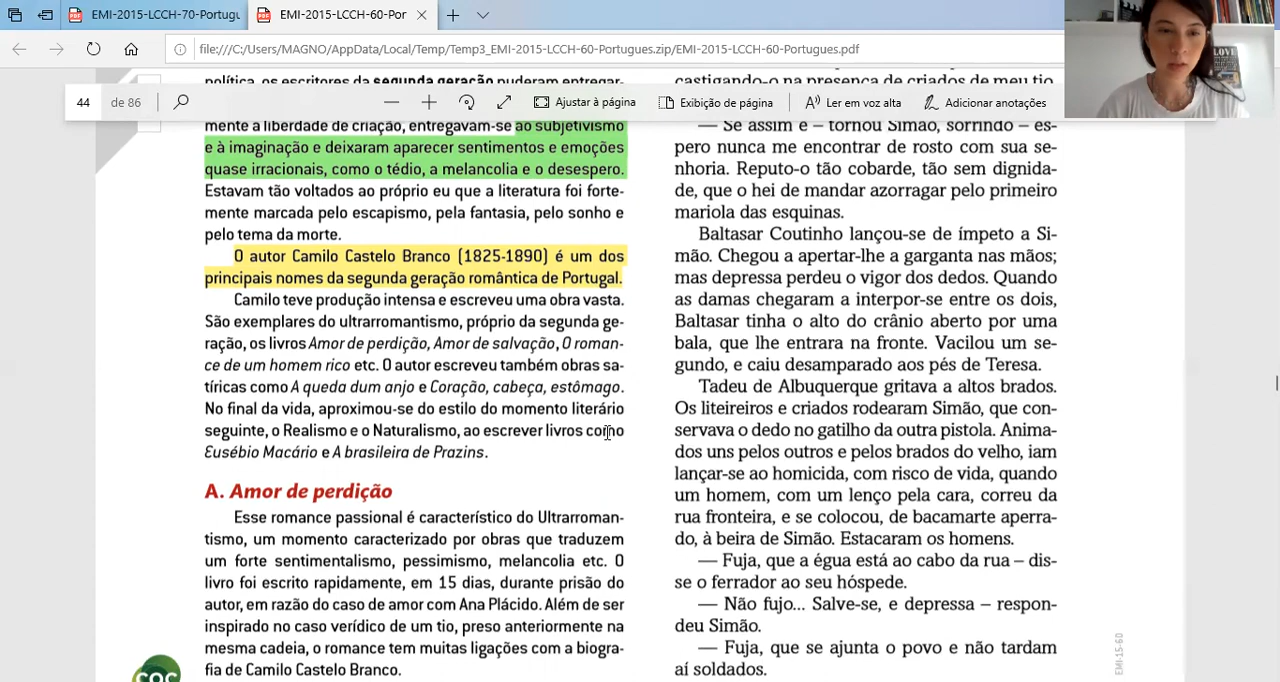 EMI-2015-LCCH-70-Portugu
EMI-2015-LCCH-60-Por
file:///C:/Users/MAGNO/AppData/Local/Temp/Temp3_EMI-2015-LCCH-60-Portugues.zip/EMI-2015-LCCH-60-Portugues.pdf
44 de 86
Ajustar à página
Exibição de página
Ler em voz alta
Adicionar anotações
LOVE
política, os escritores da segunda geração
mente a liberdade de criação, entregavam-se ao subjetivismo
e à imaginação e deixaram aparecer sentimentos e emoções
quase irracionais, como o tédio, a melancolia e o desespero.
Estavam tão voltados ao próprio eu que a literatura foi forte-
mente marcada pelo escapismo, pela fantasia, pelo sonho e
pelo tema da morte.
O autor Camilo Castelo Branco (1825-1890) é um dos
principais nomes da segunda geração romântica de Portugal.
Camilo teve produção intensa e escreveu uma obra vasta.
São exemplares do ultrarromantismo, próprio da segunda ge-
ração, os livros Amor de perdição, Amor de salvação, O roman-
ce de um homem rico etc. O autor escreveu também obras sa-
tíricas como A queda dum anjo e Coração, cabeça, estômago.
No final da vida, aproximou-se do estilo do momento literário
seguinte, o Realismo e o Naturalismo, ao escrever livros como
Eusébio Macário e A brasileira de Prazins.
A. Amor de perdição
Esse romance passional é característico do Ultrarroman-
tismo, um momento caracterizado por obras que traduzem
um forte sentimentalismo, pessimismo, melancolia etc. O
livro foi escrito rapidamente, em 15 dias, durante prisão do
autor, em razão do caso de amor com Ana Plácido. Além de ser
inspirado no caso verídico de um tio, preso anteriormente na
mesma cadeia, o romance tem muitas ligações com a biogra-
fia de Camilo Castelo Branco.
COC
castigando-o na presença de criados de meu tio.
— Se assim é – tornou Simão, sorrindo – es-
pero nunca me encontrar de rosto com sua se-
nhoria. Reputo-o tão cobarde, tão sem dignida-
de, que o hei de mandar azorragar pelo primeiro
mariola das esquinas.
Baltasar Coutinho lançou-se de ímpeto a Si-
mão. Chegou a apertar-lhe a garganta nas mãos;
mas depressa perdeu o vigor dos dedos. Quando
as damas chegaram a interpor-se entre os dois,
Baltasar tinha o alto do crânio aberto por uma
bala, que lhe entrara na fronte. Vacilou um se-
gundo, e caiu desamparado aos pés de Teresa.
Tadeu de Albuquerque gritava a altos brados.
Os liteireiros e criados rodearam Simão, que con-
servava o dedo no gatilho da outra pistola. Anima-
dos uns pelos outros e pelos brados do velho, iam
lançar-se ao homicida, com risco de vida, quando
um homem, com um lenço pela cara, correu da
rua fronteira, e se colocou, de bacamarte aperra-
do, à beira de Simão. Estacaram os homens.
— Fuja, que a égua está ao cabo da rua – dis-
se o ferrador ao seu hóspede.
— Não fujo... Salve-se, e depressa – respon-
deu Simão.
— Fuja, que se ajunta o povo e não tardam
aí soldados.
EMI-15-60